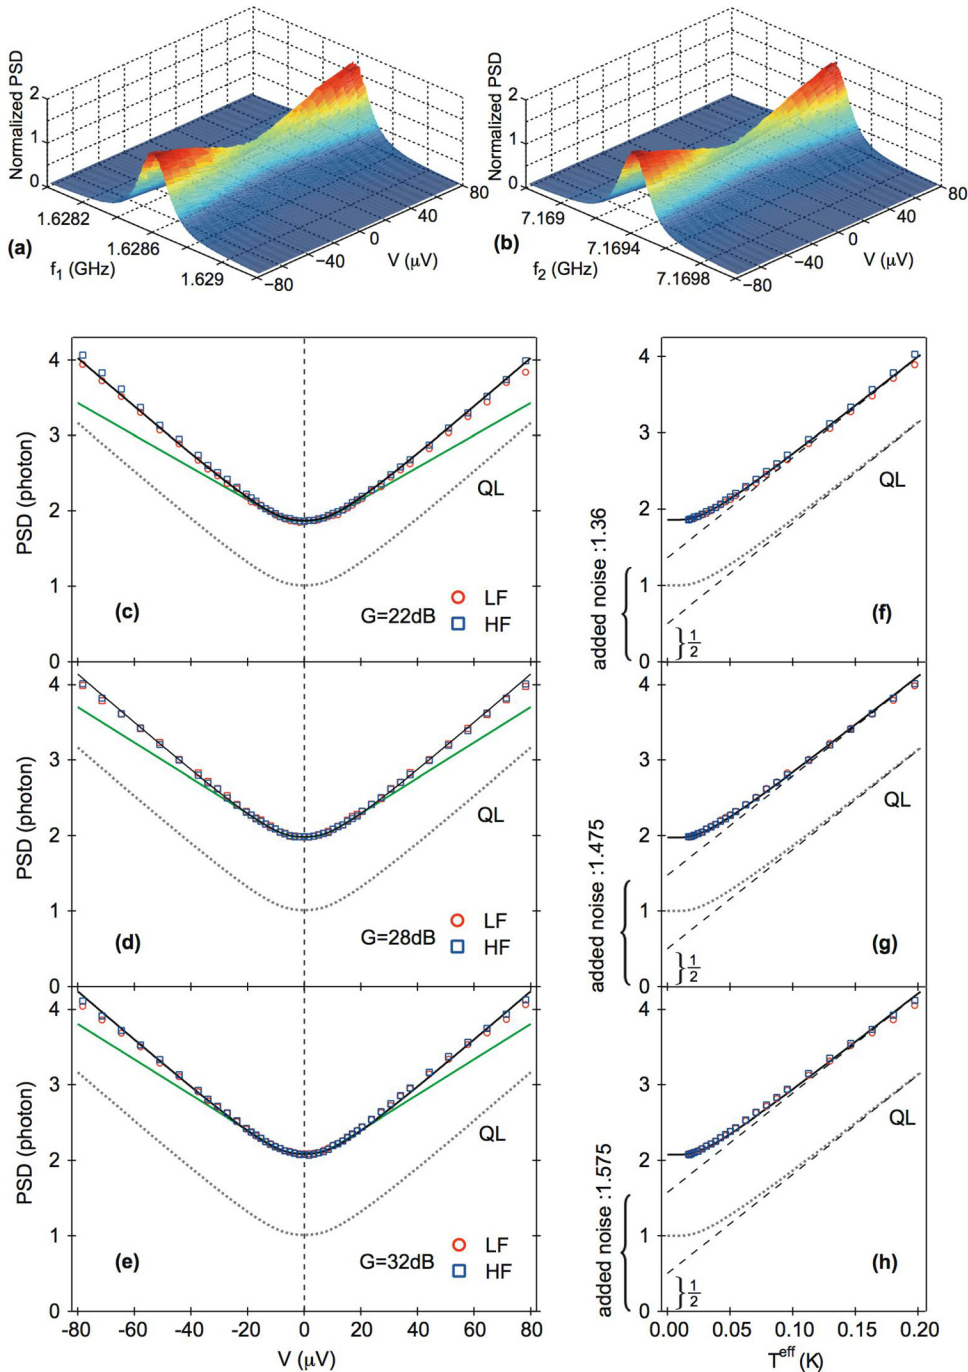 Normalized PSD
2
1
0
1.6282
1.6286
1.629
f1 (GHz)
−80
−40
0
40
80
V (μV)
(a)
Normalized PSD
2
1
0
7.169
7.1694
7.1698
f2 (GHz)
−80
−40
0
40
80
V (μV)
(b)
PSD (photon)
4
3
2
1
0
QL
(c)
G=22dB
LF
HF
added noise :1.36
4
3
2
1
0
QL
}1/2
(f)
PSD (photon)
4
3
2
1
0
QL
(d)
G=28dB
LF
HF
added noise :1.475
4
3
2
1
0
QL
}1/2
(g)
PSD (photon)
4
3
2
1
0
QL
(e)
G=32dB
LF
HF
-80 -60 -40 -20 0 20 40 60 80
V (μV)
added noise :1.575
4
3
2
1
0
QL
}1/2
(h)
0.00 0.05 0.10 0.15 0.20
T^eff (K)